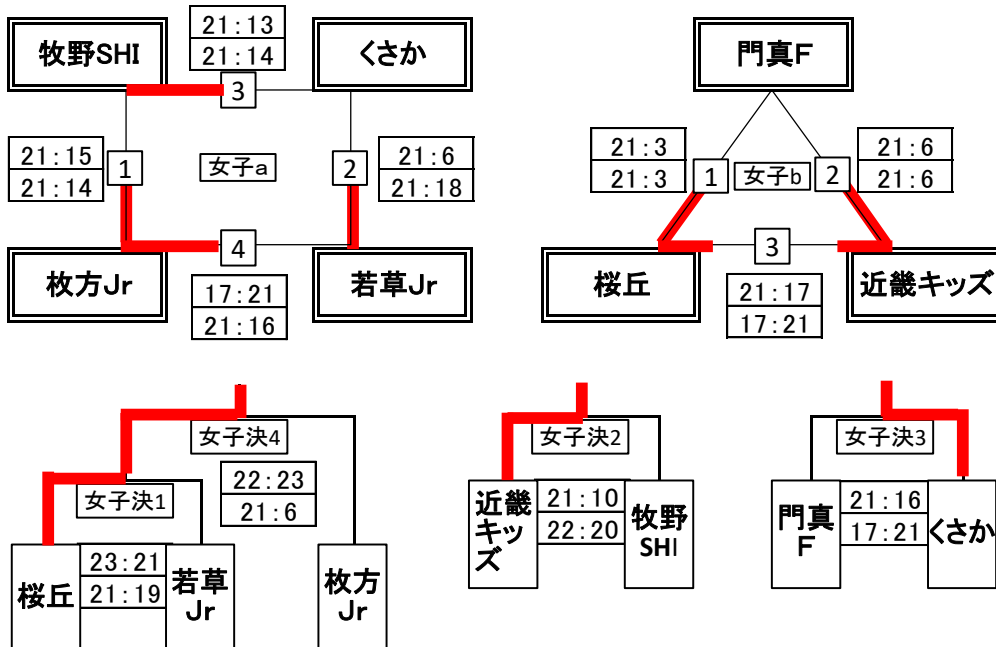 牧野SHI
21:13
21:14
3
くさか
21:15
21:14
1
女子a
2
21:6
21:18
枚方Jr
4
17:21
21:16
若草Jr
門真F
21:3
21:3
1
女子b
2
21:6
21:6
桜丘
3
21:17
17:21
近畿キッズ
女子決4
22:23
21:6
女子決1
桜丘
23:21
21:19
若草
Jr
枚方
Jr
女子決2
近畿
キッ
ズ
21:10
22:20
牧野
SHI
女子決3
門真
F
21:16
17:21
くさか